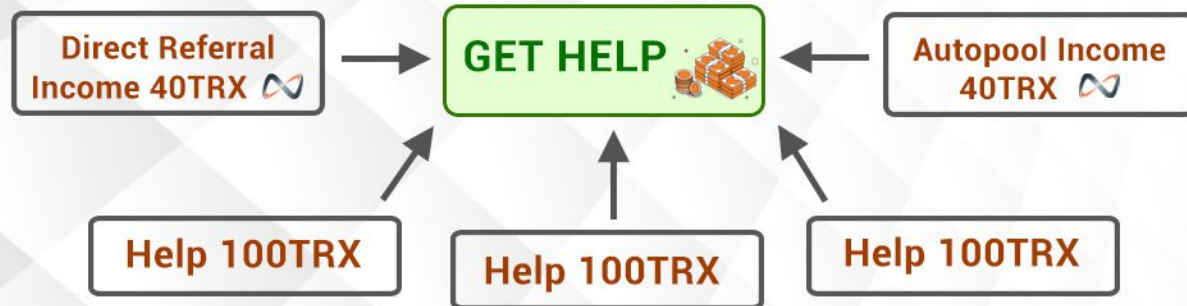 Direct Referral
Income 40TRX
GET HELP
Autopool Income
40TRX
Help 100TRX
Help 100TRX
Help 100TRX